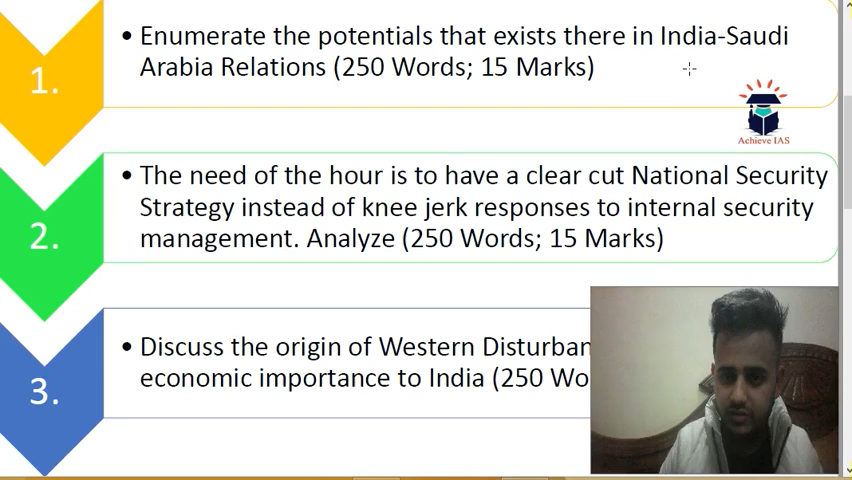 1.
• Enumerate the potentials that exists there in India-Saudi
Arabia Relations (250 Words; 15 Marks)
Achieve IAS
2.
• The need of the hour is to have a clear cut National Security
Strategy instead of knee jerk responses to internal security
management. Analyze (250 Words; 15 Marks)
3.
• Discuss the origin of Western Disturban
economic importance to India (250 Wo